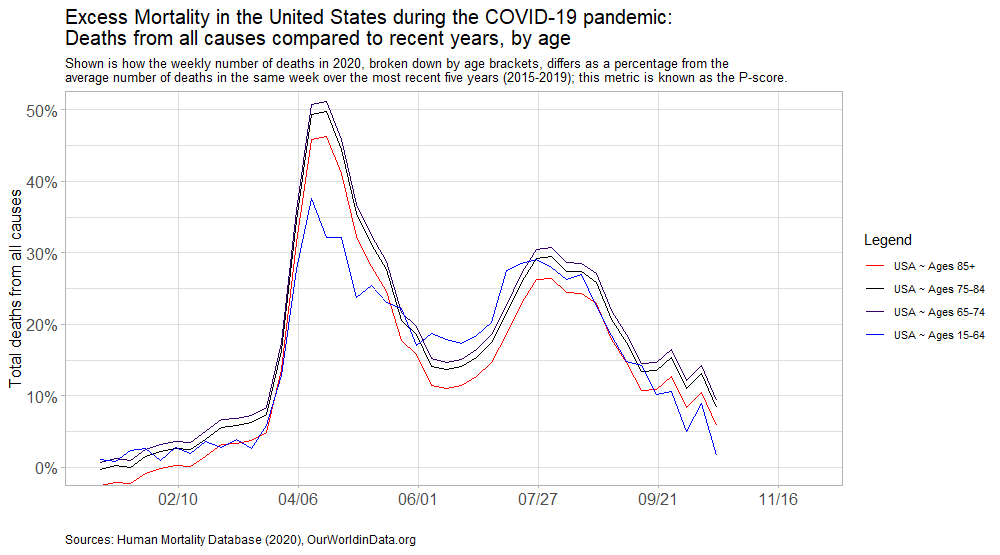 Excess Mortality in the United States during the COVID-19 pandemic:
Deaths from all causes compared to recent years, by age
Shown is how the weekly number of deaths in 2020, broken down by age brackets, differs as a percentage from the
average number of deaths in the same week over the most recent five years (2015-2019); this metric is known as the P-score.
Total deaths from all causes
50%
40%
30%
20%
10%
0%
02/10
04/06
06/01
07/27
09/21
11/16
Legend
USA ~ Ages 85+
USA ~ Ages 75-84
USA ~ Ages 65-74
USA ~ Ages 15-64
Sources: Human Mortality Database (2020), OurWorldinData.org